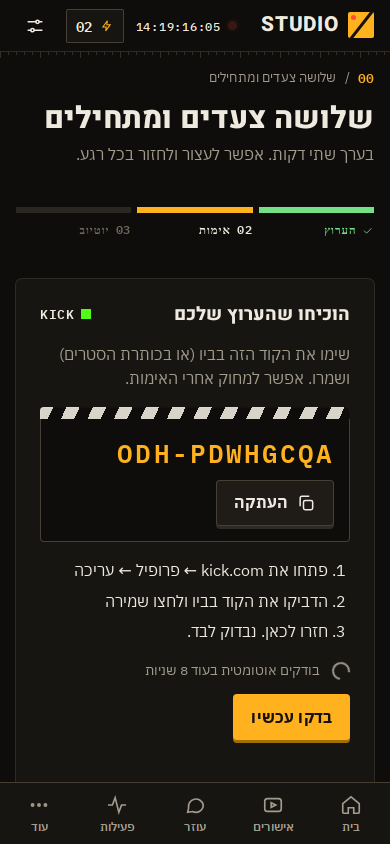 STUDIO
14:19:16:05
02
00 / שלושה צעדים ומתחילים
שלושה צעדים ומתחילים
בערך שתי דקות. אפשר לעצור ולחזור בכל רגע.
הערוץ
02 אימות
03 יוטיוב
הוכיחו שהערוץ שלכם
KICK
שימו את הקוד הזה בביו (או בכותרת הסטרים)
ושמרו. אפשר למחוק אחרי האימות.
ODH-PDWHGCQA
העתקה
1. פתחו את kick.com ← פרופיל ← עריכה
2. הדביקו את הקוד בביו ולחצו שמירה
3. חזרו לכאן. נבדוק לבד.
בודקים אוטומטית בעוד 8 שניות
בדקו עכשיו
בית
אישורים
עוזר
פעילות
עוד